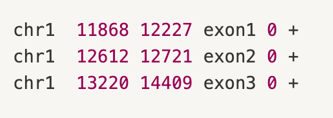 chr1  11868 12227 exon1 0 +
chr1  12612 12721 exon2 0 +
chr1  13220 14409 exon3 0 +